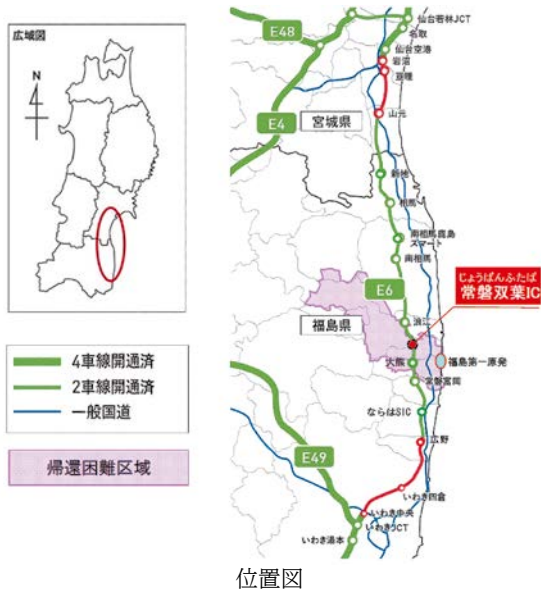 広域図
N
4車線開通済
2車線開通済
一般国道
帰還困難区域
E48
仙台若林JCT
名取
仙台空港
岩沼
亘理
E4
宮城県
山元
新地
相馬
南相馬鹿島
スマート
南相馬
E6
じょうばんふたば
常磐双葉IC
福島県
浪江
大熊
福島第一原発
常磐富岡
ならはSIC
広野
E49
いわき四倉
いわき中央
いわきJCT
いわき湯本
位置図